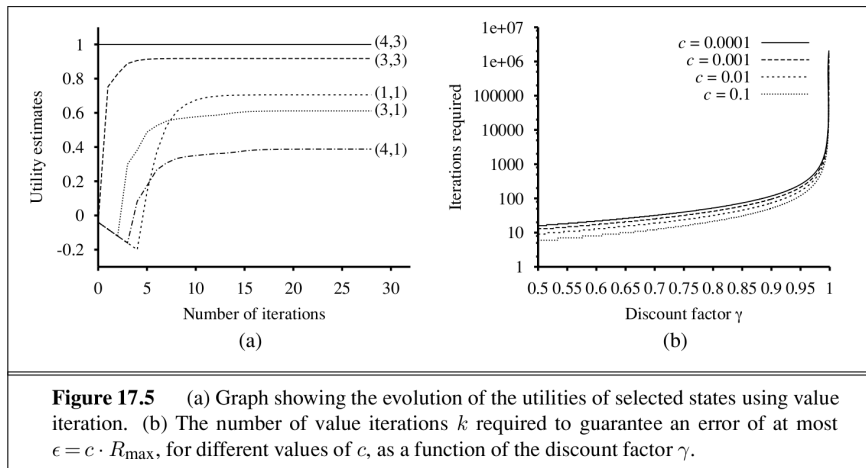 1
0.8
0.6
0.4
0.2
0
-0.2
Utility estimates
(4,3)
(3,3)
(1,1)
(3,1)
(4,1)
0 5 10 15 20 25 30
Number of iterations
(a)
1e+07
1e+06
100000
10000
1000
100
10
1
Iterations required
c = 0.0001
c = 0.001
c = 0.01
c = 0.1
0.5 0.55 0.6 0.65 0.7 0.75 0.8 0.85 0.9 0.95 1
Discount factor γ
(b)
Figure 17.5 (a) Graph showing the evolution of the utilities of selected states using value
iteration. (b) The number of value iterations k required to guarantee an error of at most
ϵ = c · Rmax, for different values of c, as a function of the discount factor γ.